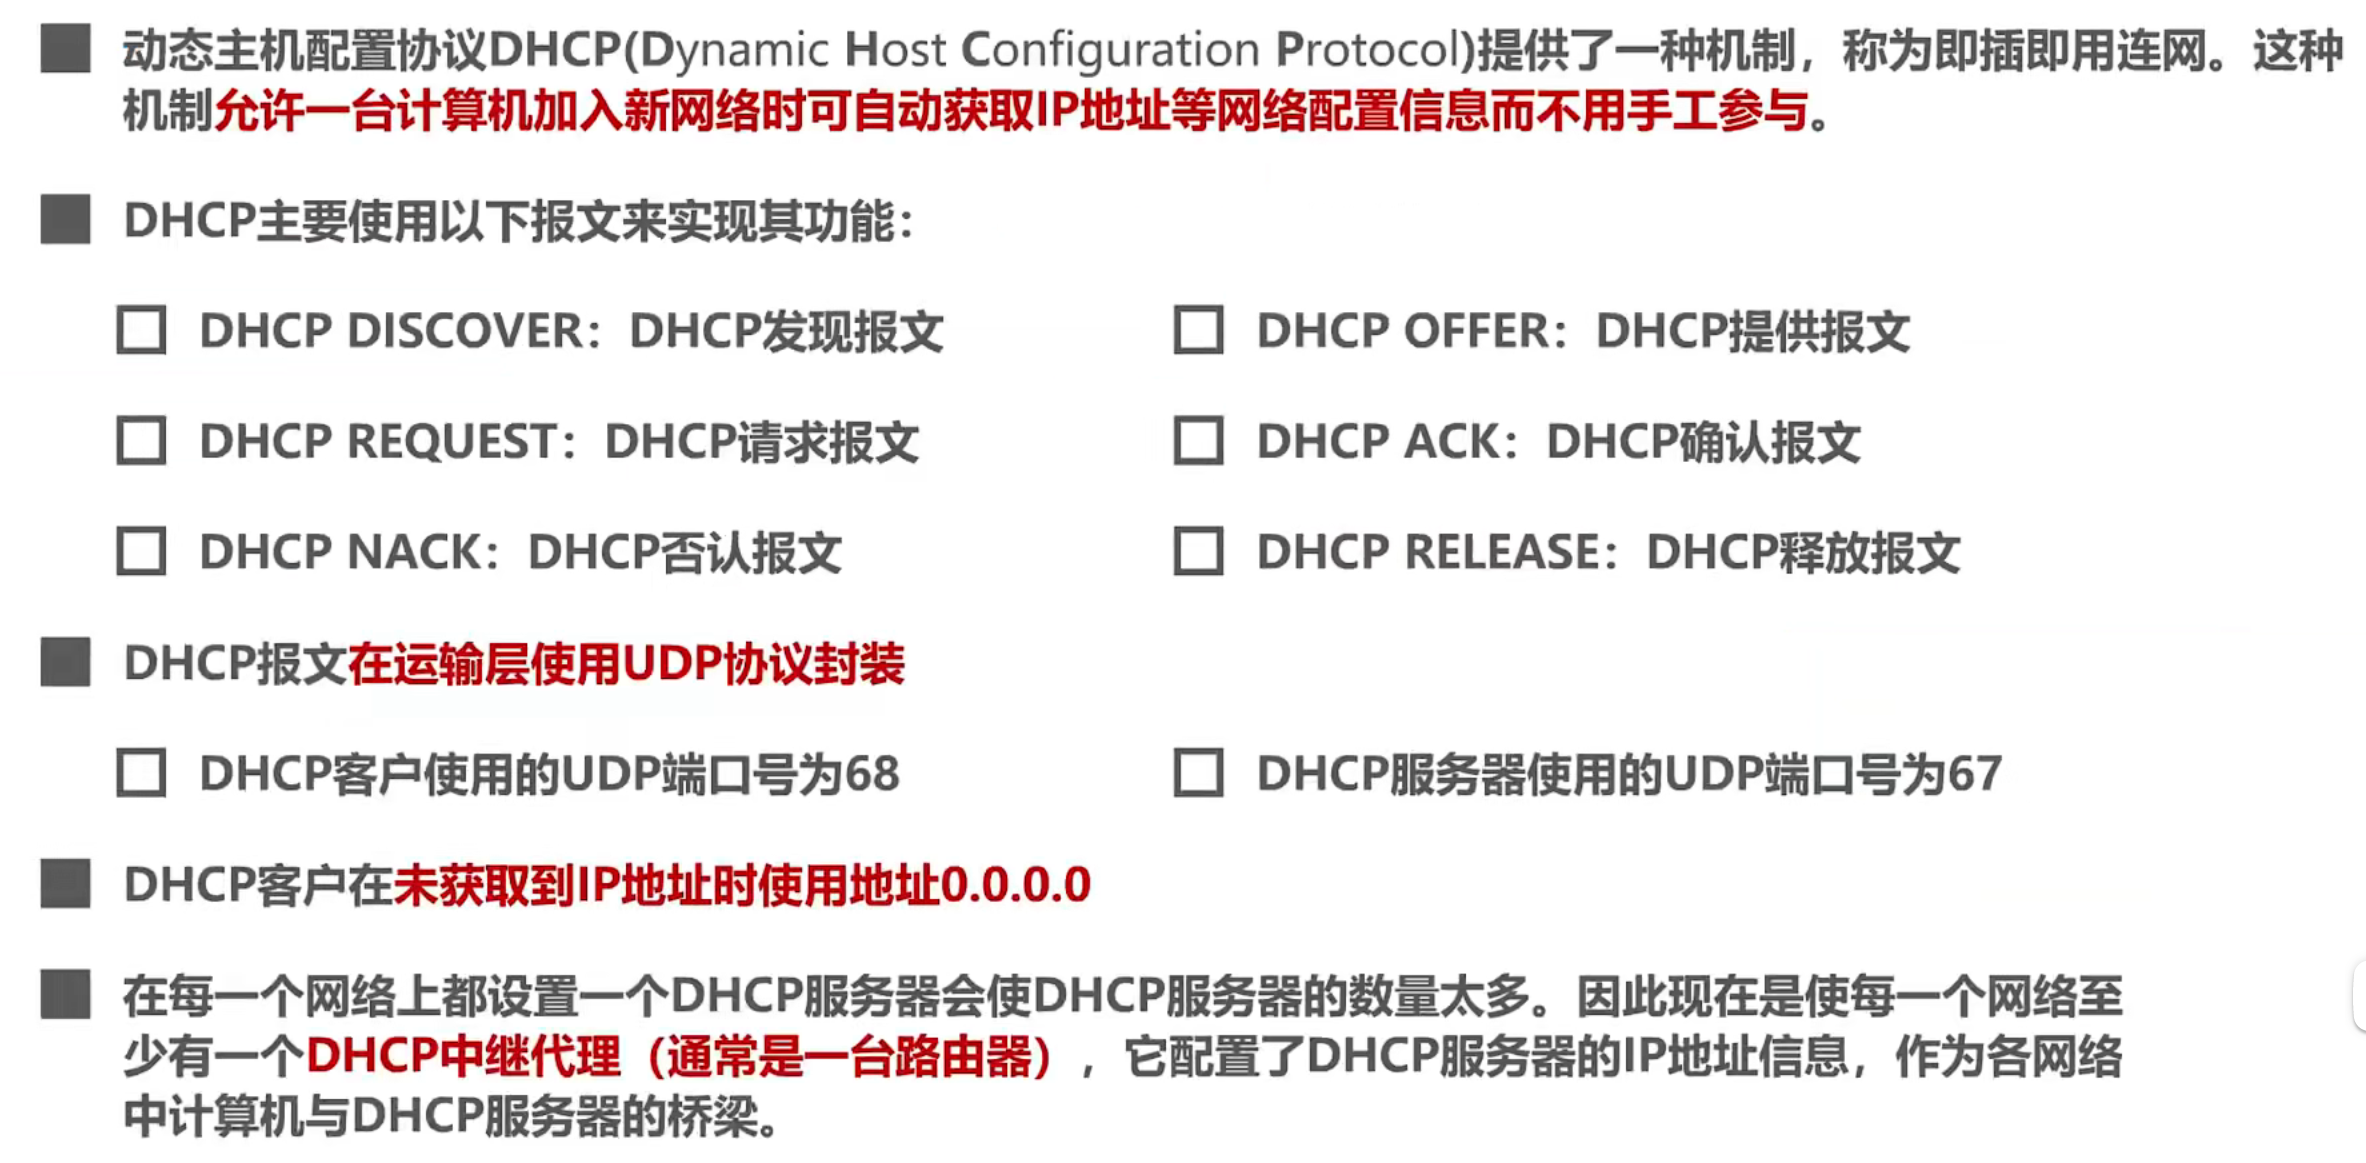 动态主机配置协议DHCP(Dynamic Host Configuration Protocol)提供了一种机制，称为即插即用连网。这种
机制允许一台计算机加入新网络时可自动获取IP地址等网络配置信息而不用手工参与。
DHCP主要使用以下报文来实现其功能：
DHCP DISCOVER：DHCP发现报文
DHCP OFFER：DHCP提供报文
DHCP REQUEST：DHCP请求报文
DHCP ACK：DHCP确认报文
DHCP NACK：DHCP否认报文
DHCP RELEASE：DHCP释放报文
DHCP报文在运输层使用UDP协议封装
DHCP客户使用的UDP端口号为68
DHCP服务器使用的UDP端口号为67
DHCP客户在未获取到IP地址时使用地址0.0.0.0
在每一个网络上都设置一个DHCP服务器会使DHCP服务器的数量太多。因此现在是使每一个网络至
少有一个DHCP中继代理（通常是一台路由器），它配置了DHCP服务器的IP地址信息，作为各网络
中计算机与DHCP服务器的桥梁。